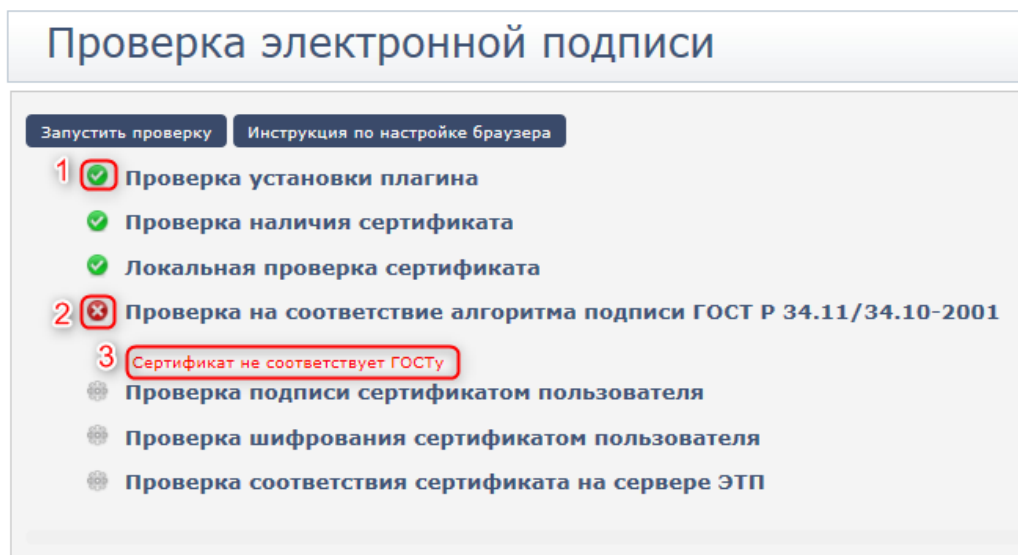 Проверка электронной подписи
Запустить проверку Инструкция по настройке браузера
1 Проверка установки плагина
Проверка наличия сертификата
Локальная проверка сертификата
2 Проверка на соответствие алгоритма подписи ГОСТ Р 34.11/34.10-2001
3 Сертификат не соответствует ГОСТу
Проверка подписи сертификатом пользователя
Проверка шифрования сертификатом пользователя
Проверка соответствия сертификата на сервере ЭТП